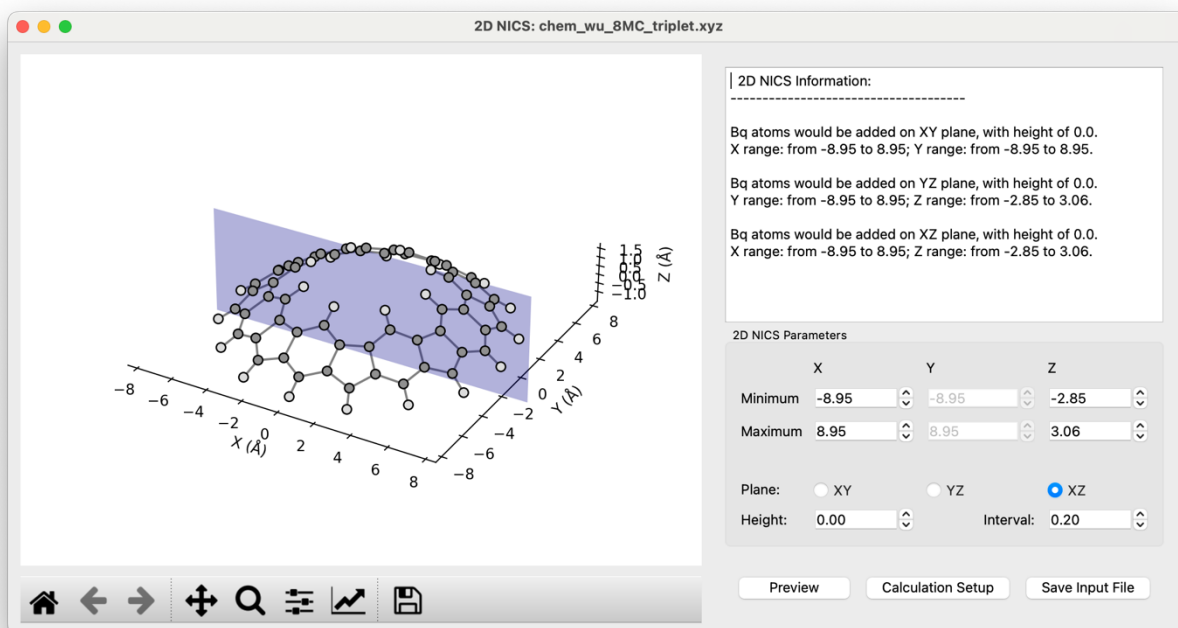 2D NICS: chem_wu_8MC_triplet.xyz
2D NICS Information:
-------------------------------------
Bq atoms would be added on XY plane, with height of 0.0.
X range: from -8.95 to 8.95; Y range: from -8.95 to 8.95.
Bq atoms would be added on YZ plane, with height of 0.0.
Y range: from -8.95 to 8.95; Z range: from -2.85 to 3.06.
Bq atoms would be added on XZ plane, with height of 0.0.
X range: from -8.95 to 8.95; Z range: from -2.85 to 3.06.
1.5
1.0
0.5
0.0
−0.5
−1.0
Z (Å)
8
6
4
2
0
−2
−4
−6
−8
Y (Å)
−8
−6
−4
−2
0
2
4
6
8
X (Å)
2D NICS Parameters
X Y Z
Minimum -8.95 -8.95 -2.85
Maximum 8.95 8.95 3.06
Plane: XY YZ XZ
Height: 0.00 Interval: 0.20
Preview Calculation Setup Save Input File